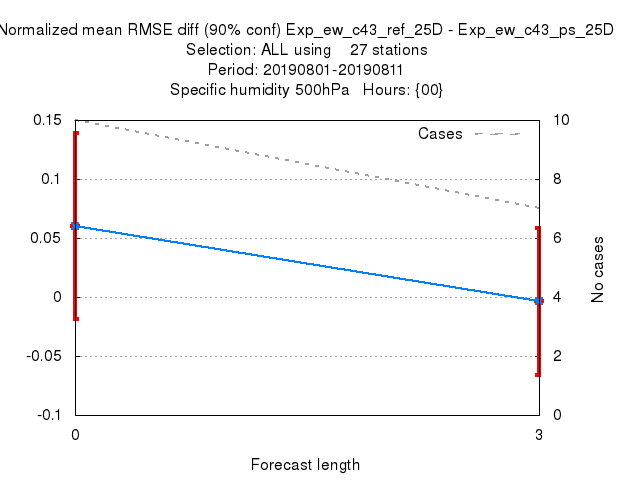 Normalized mean RMSE diff (90% conf) Exp_ew_c43_ref_25D - Exp_ew_c43_ps_25D
Selection: ALL using 27 stations
Period: 20190801-20190811
Specific humidity 500hPa Hours: {00}
Cases
0.15
0.1
0.05
0
-0.05
-0.1
10
8
6
4
2
0
No cases
0
3
Forecast length